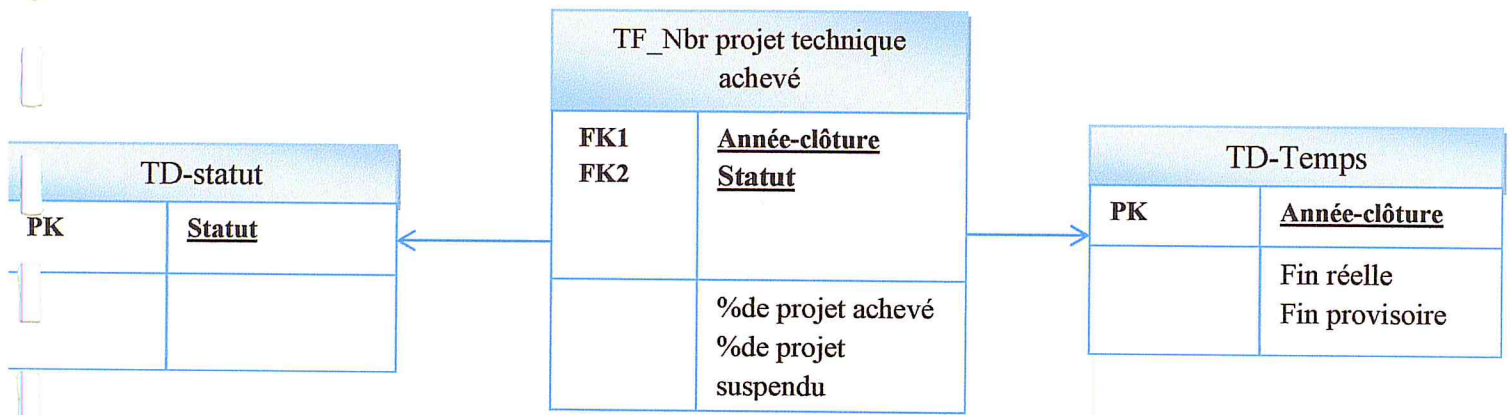 TF_Nbr projet technique
achevé
FK1 Année-clôture
FK2 Statut
%de projet achevé
%de projet
suspendu
TD-statut
PK Statut
TD-Temps
PK Année-clôture
Fin réelle
Fin provisoire